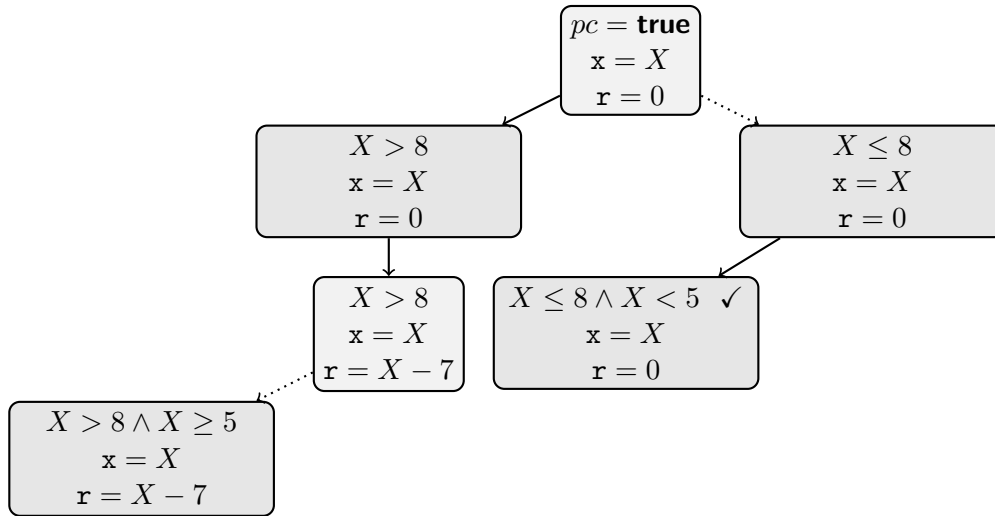 pc = true
x = X
r = 0
X > 8
x = X
r = 0
X ≤ 8
x = X
r = 0
X > 8
x = X
r = X − 7
X ≤ 8 ∧ X < 5 ✓
x = X
r = 0
X > 8 ∧ X ≥ 5
x = X
r = X − 7